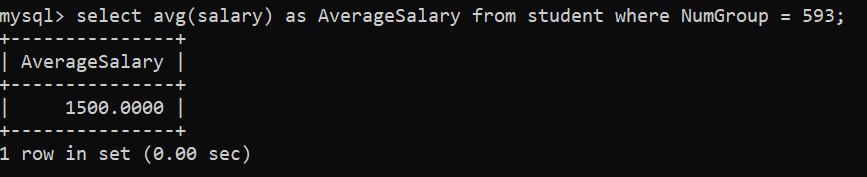 mysql> select avg(salary) as AverageSalary from student where NumGroup = 593;
+---------------+
| AverageSalary |
+---------------+
|     1500.0000 |
+---------------+
1 row in set (0.00 sec)